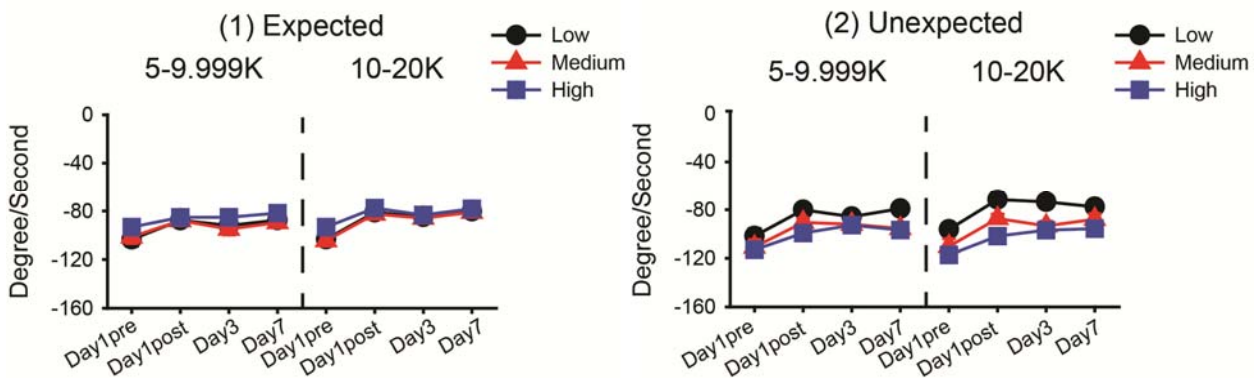 (1) Expected
Low
Medium
High
5-9.999K
10-20K
Degree/Second
0
-40
-80
-120
-160
Day1pre
Day1post
Day3
Day7
Day1pre
Day1post
Day3
Day7
(2) Unexpected
Low
Medium
High
5-9.999K
10-20K
Degree/Second
0
-40
-80
-120
-160
Day1pre
Day1post
Day3
Day7
Day1pre
Day1post
Day3
Day7